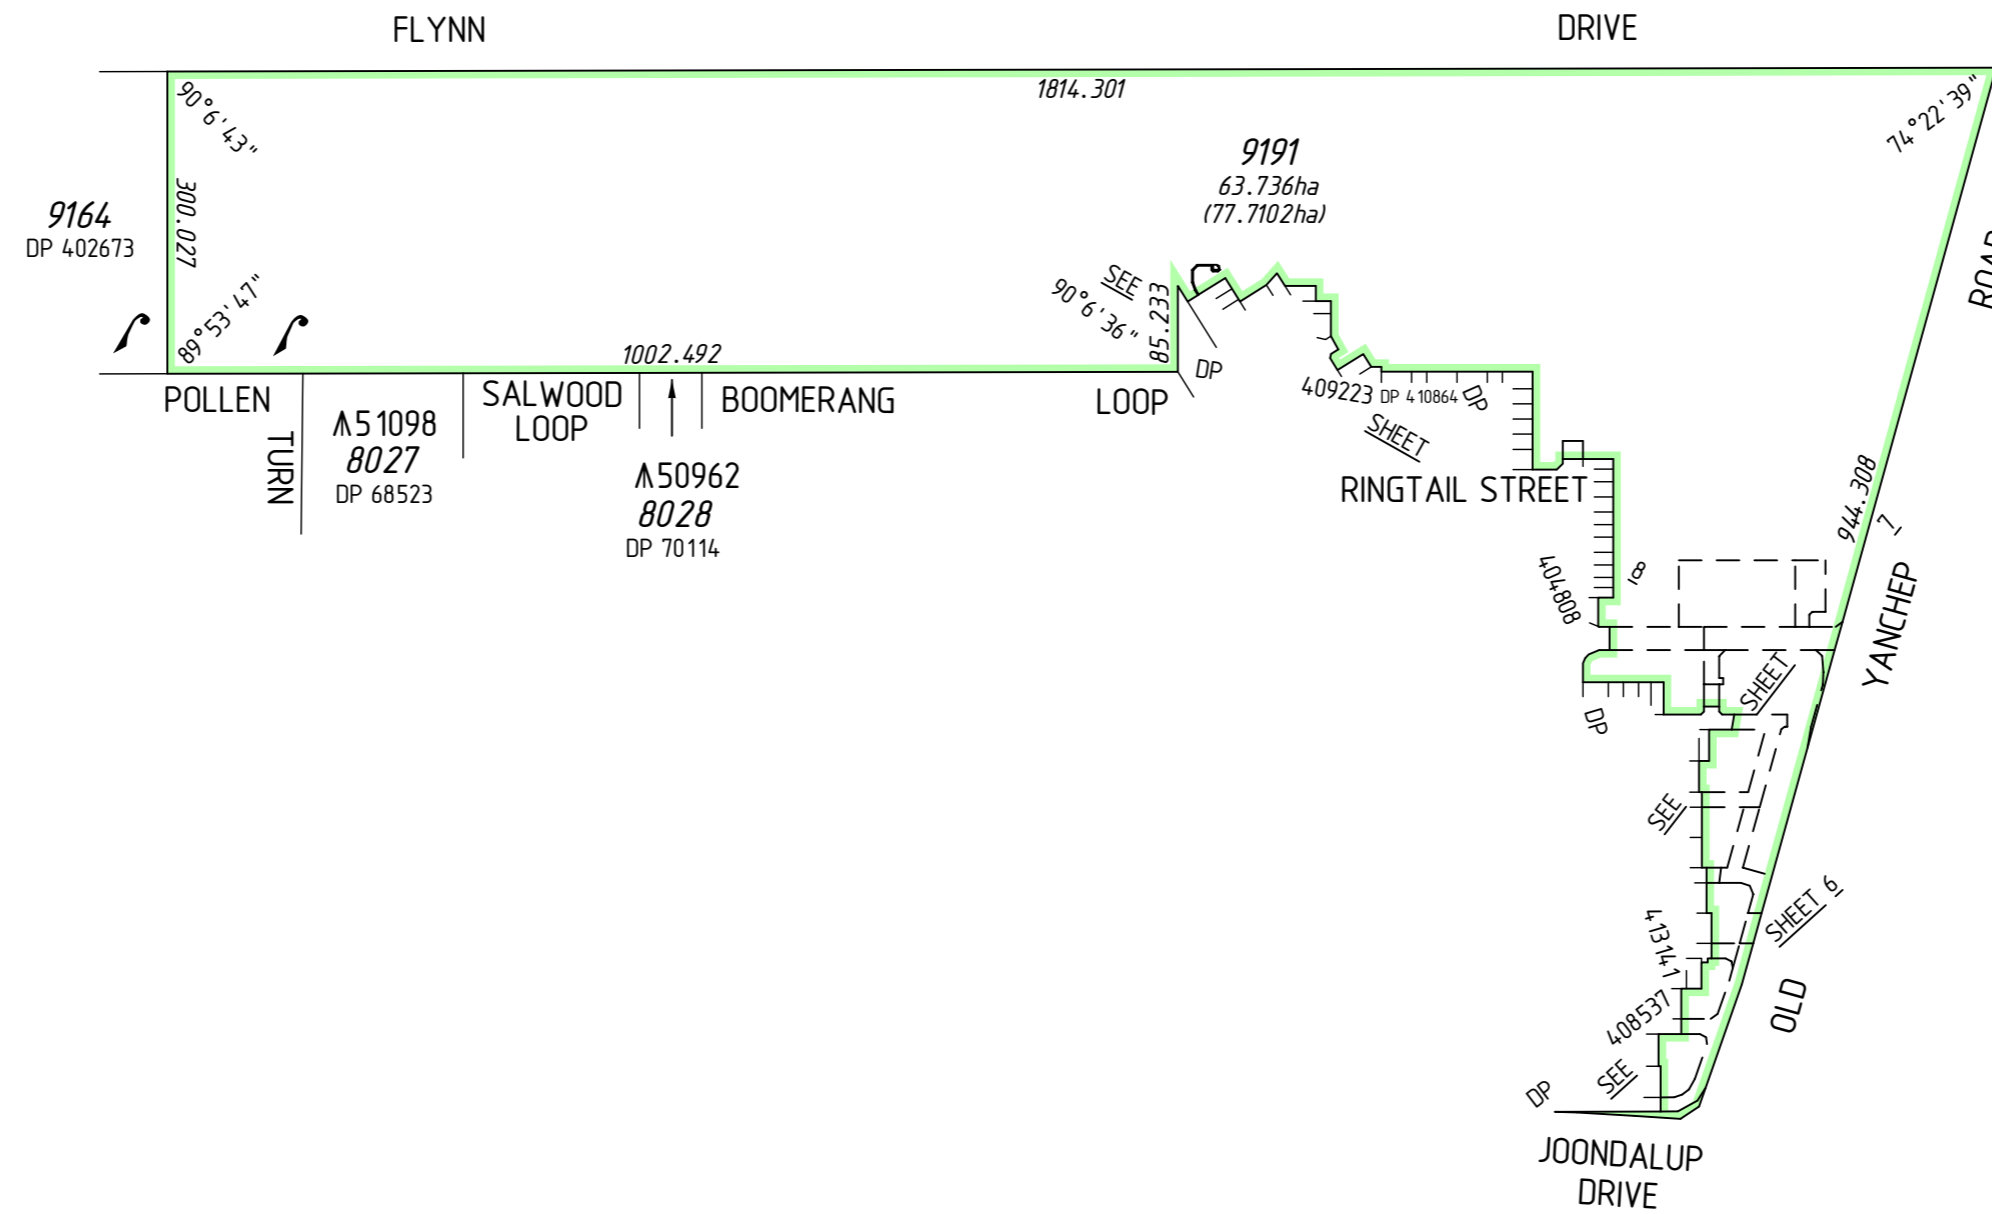 FLYNN
DRIVE
1814.301
90°6'43"
74°22'39"
9191
63.736ha
(77.7102ha)
9164
DP 402673
300.027
89°53'47"
SEE
90°6'36"
85.233
ROAD
1002.492
DP
POLLEN
TURN
SALWOOD
LOOP
BOOMERANG
LOOP
409223
DP 410864
DP
SHEET
51098
8027
DP 68523
50962
8028
DP 70114
RINGTAIL STREET
944.308
7
404808
8
YANCHEP
SHEET
DP
SEE
SHEET 6
413141
408537
OLD
SEE
DP
JOONDALUP
DRIVE